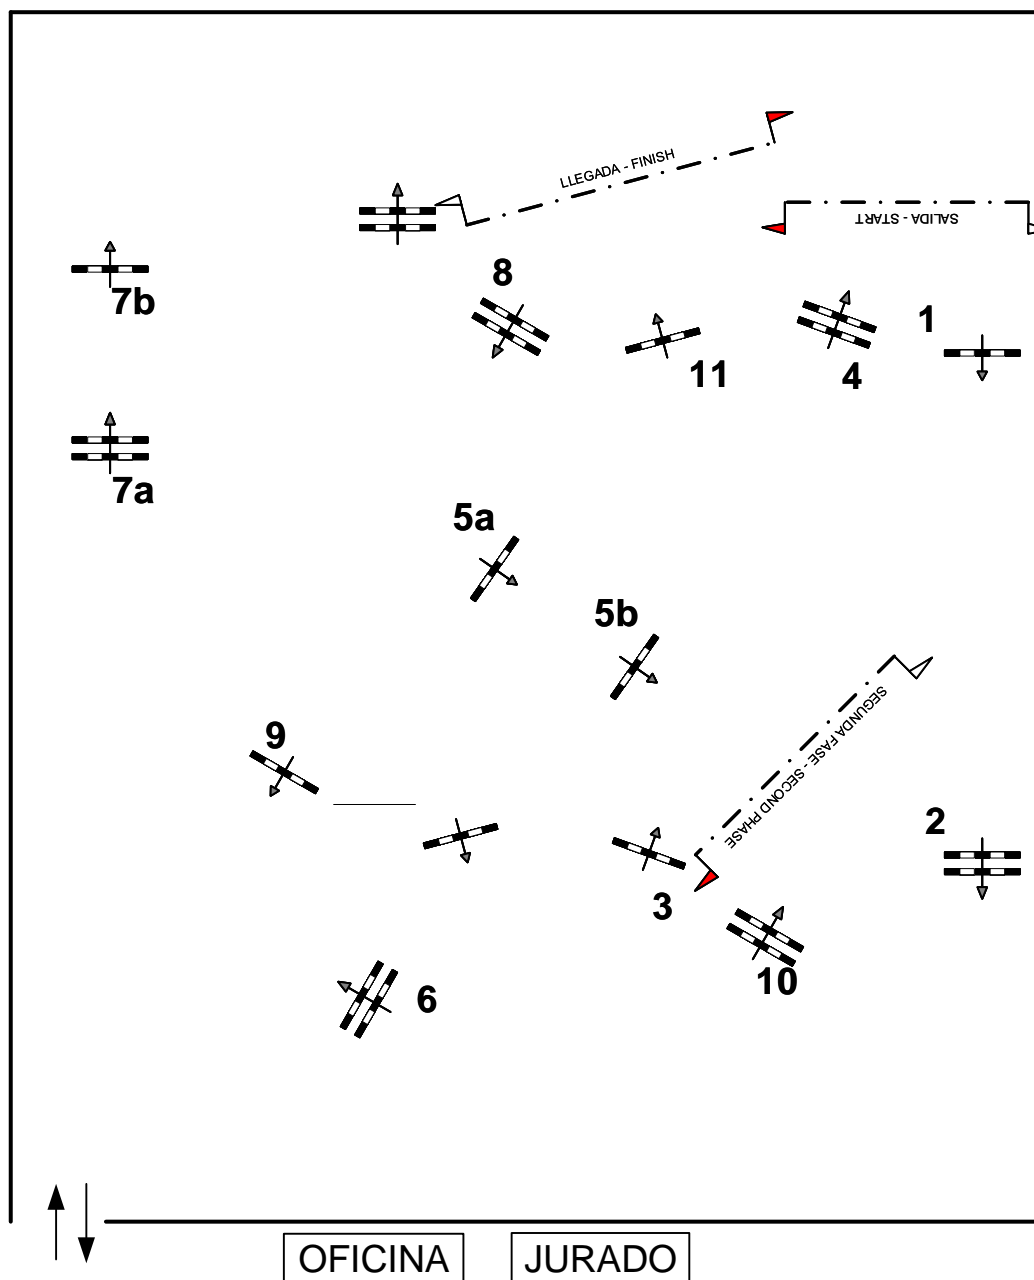 LLEGADA - FINISH
SALIDA - START
8
7b
1
11
4
7a
5a
5b
SEGUNDA FASE - SECOND PHASE
9
2
3
10
6
OFICINA
JURADO